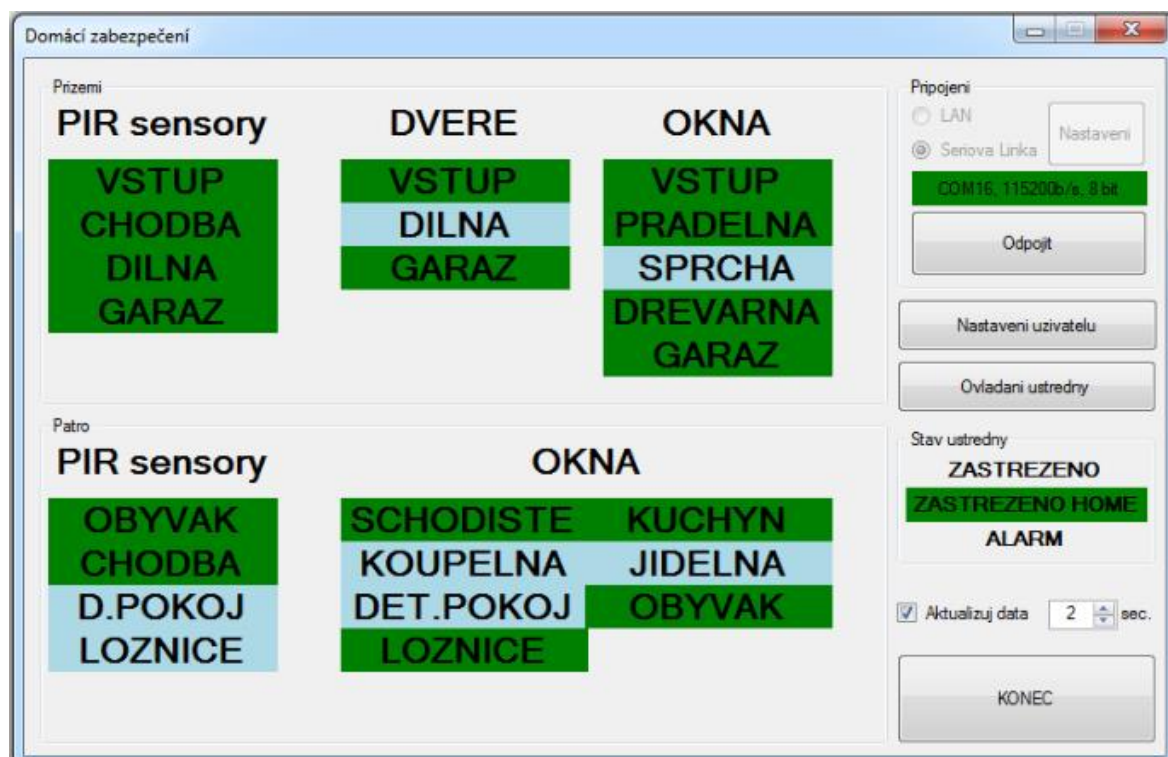 Domácí zabezpečení
Prizemi
PIR sensory
VSTUP
CHODBA
DILNA
GARAZ
DVERE
VSTUP
DILNA
GARAZ
OKNA
VSTUP
PRADELNA
SPRCHA
DREVARNA
GARAZ
Patro
PIR sensory
OBYVAK
CHODBA
D.POKOJ
LOZNICE
OKNA
SCHODISTE KUCHYN
KOUPELNA JIDELNA
DET.POKOJ OBYVAK
LOZNICE
Pripojeni
LAN
Seriova Linka
Nastaveni
COM16, 115200b/s, 8 bit
Odpojit
Nastaveni uzivatelu
Ovladani ustredny
Stav ustredny
ZASTREZENO
ZASTREZENO HOME
ALARM
Aktualizuj data 2 sec.
KONEC